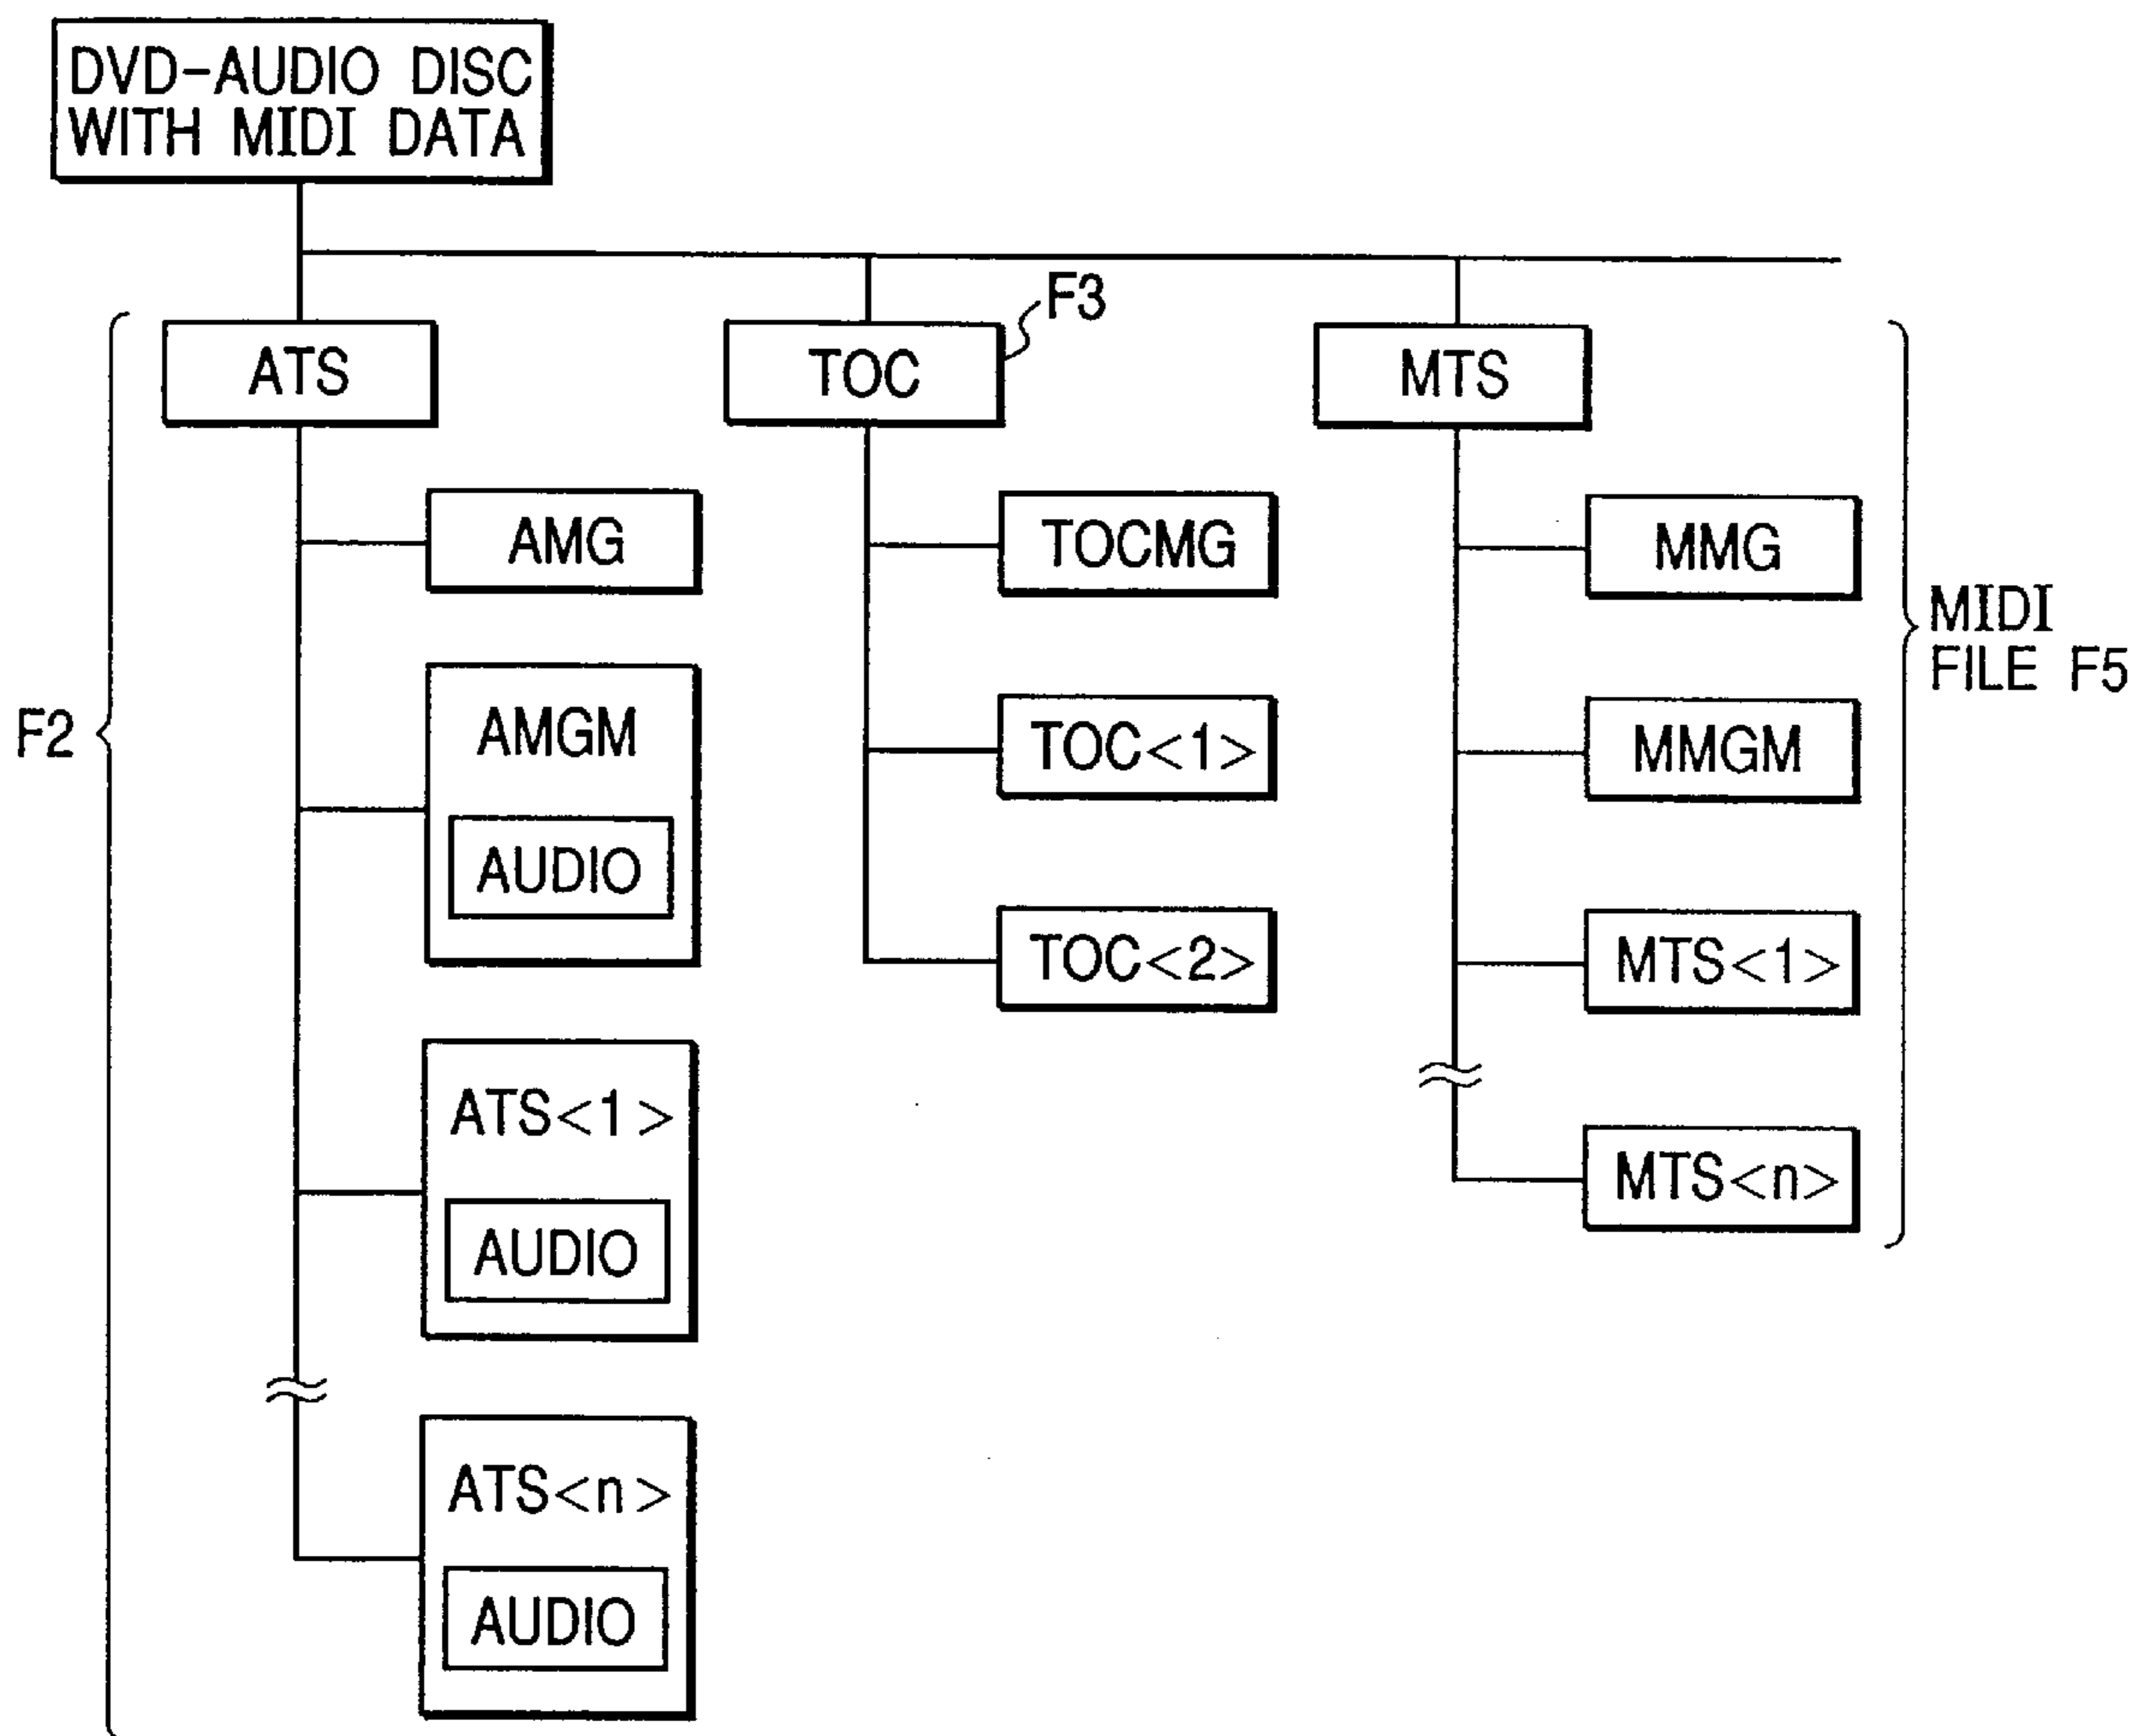 DVD-AUDIO DISC
WITH MIDI DATA
F3
ATS
TOC
MTS
AMG
TOCMG
MMG
MIDI
FILE F5
F2
AMGM
AUDIO
TOC<1>
MMGM
TOC<2>
MTS<1>
ATS<1>
AUDIO
MTS<n>
ATS<n>
AUDIO